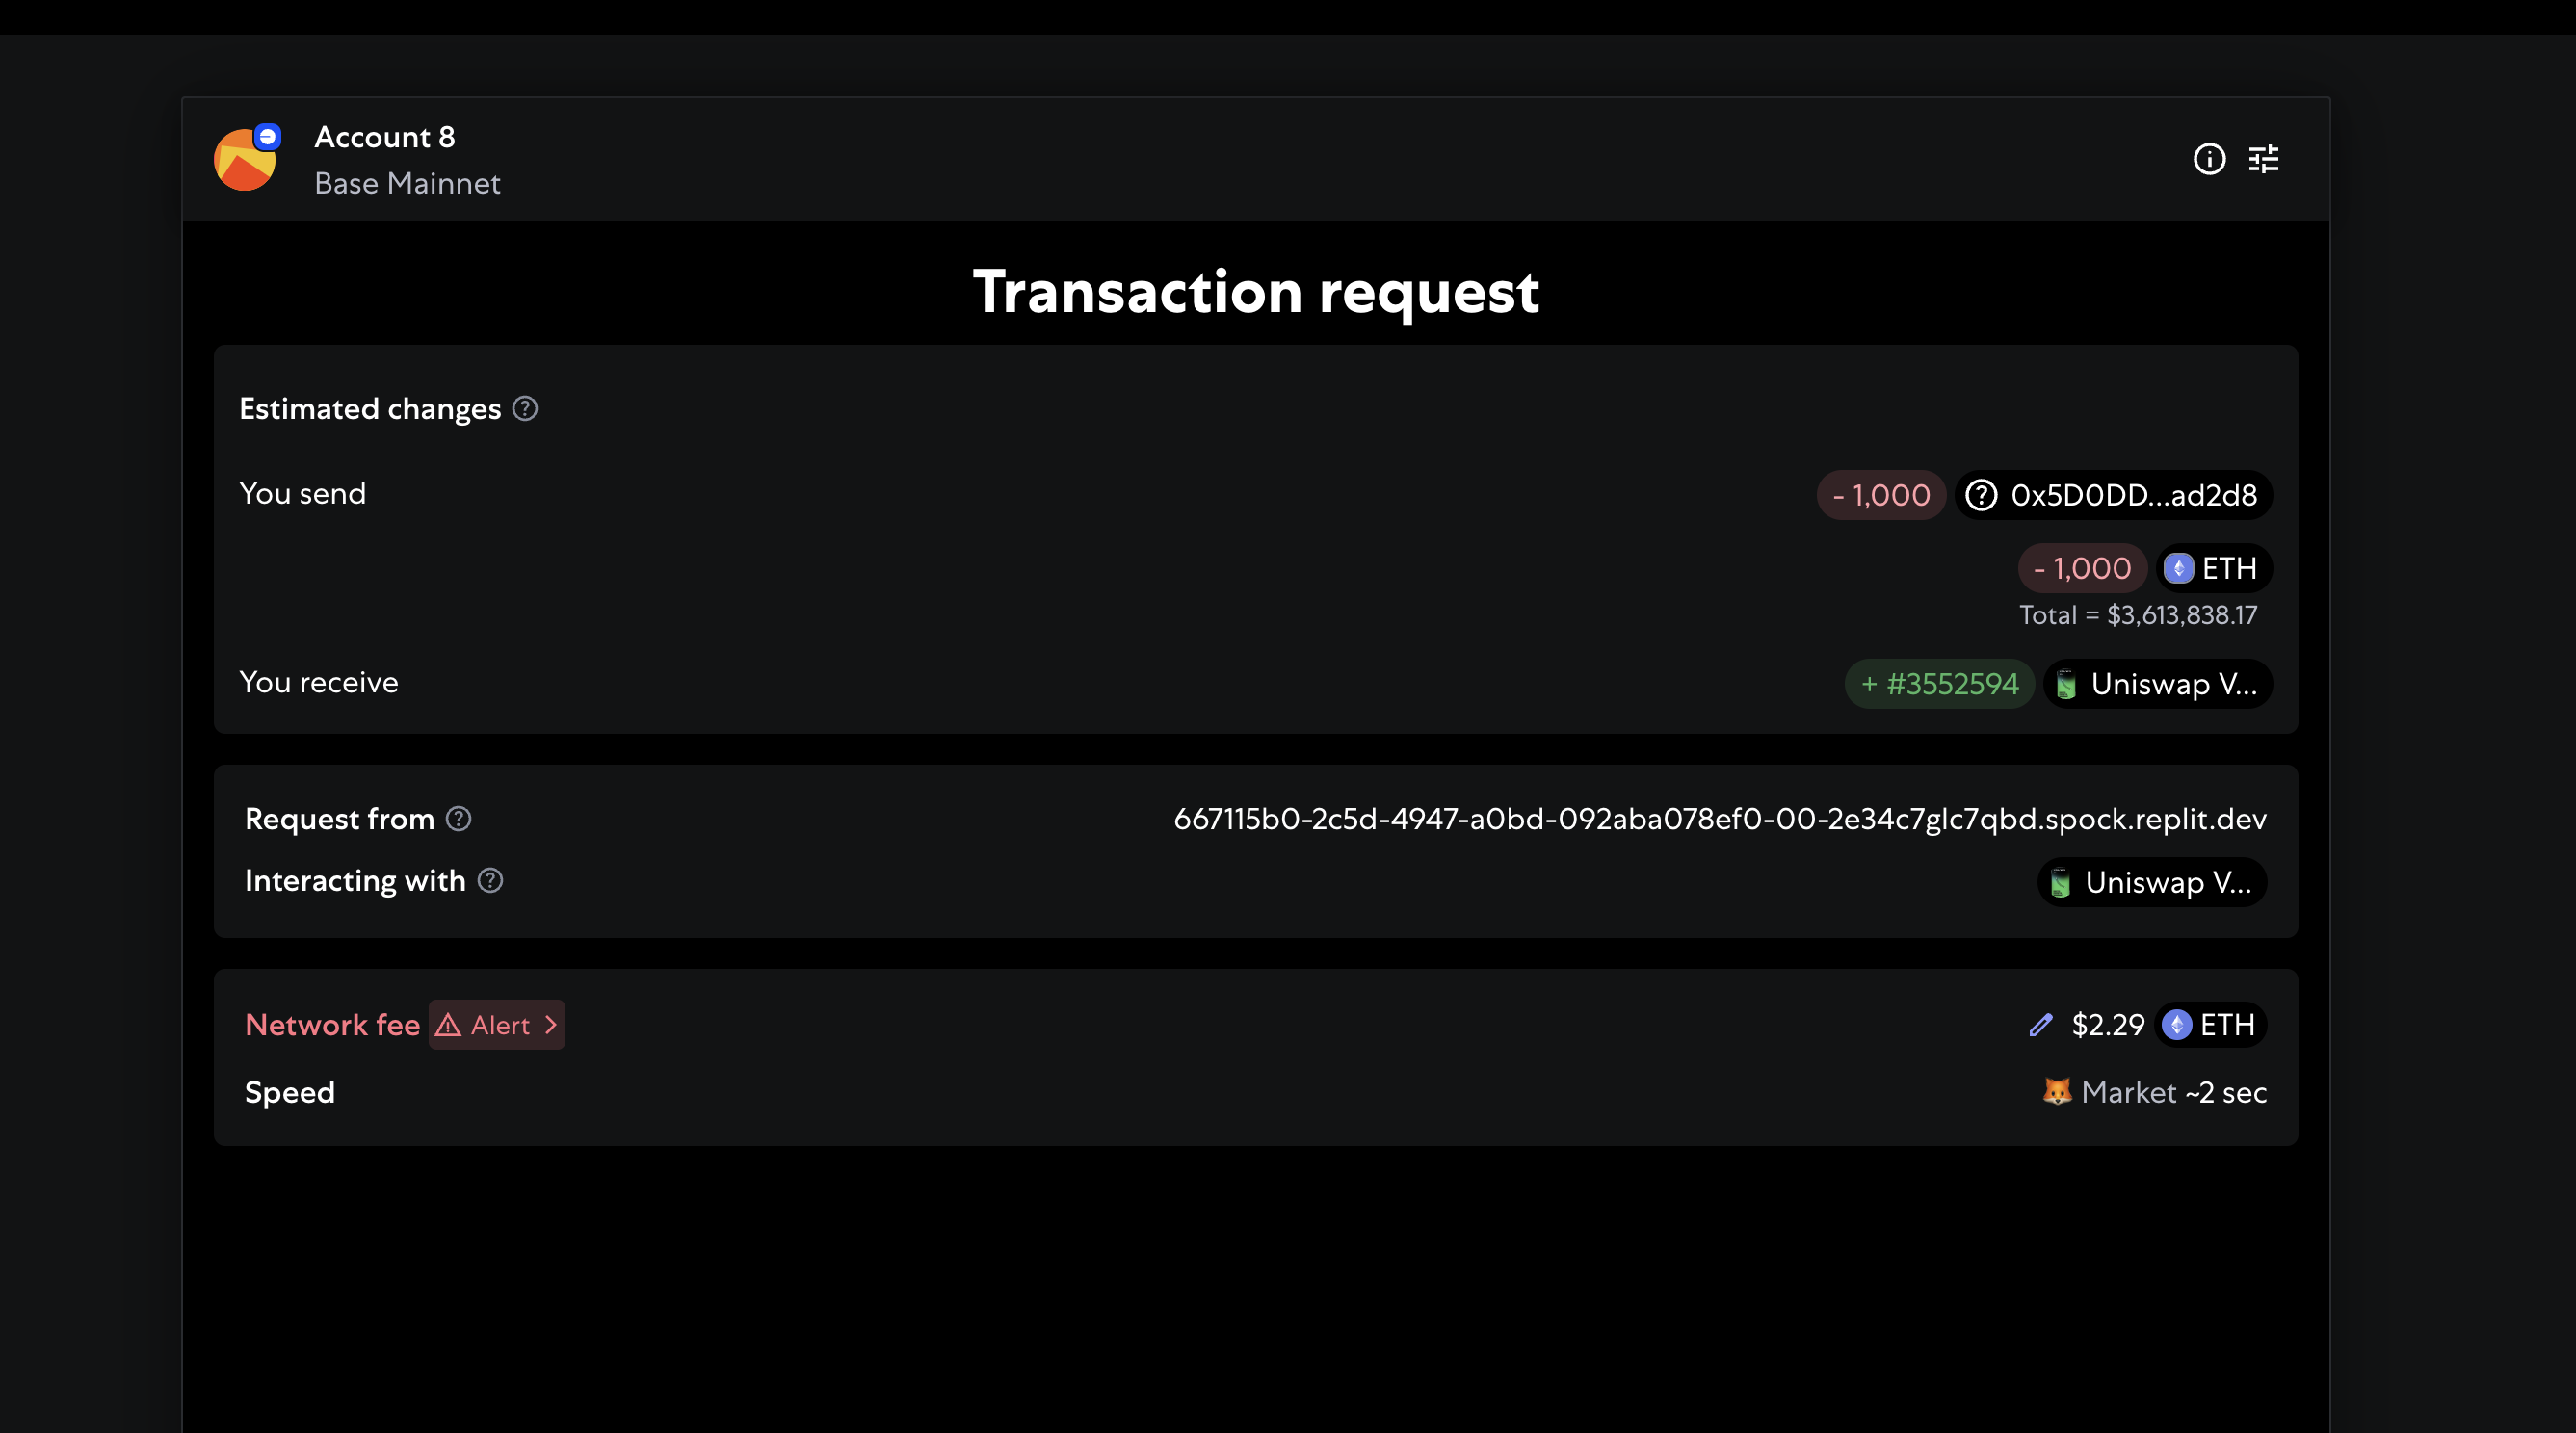 Account 8
Base Mainnet
Transaction request
Estimated changes
You send - 1,000 0x5D0DD...ad2d8
- 1,000 ETH
Total = $3,613,838.17
You receive + #3552594 Uniswap V...
Request from 667115b0-2c5d-4947-a0bd-092aba078ef0-00-2e34c7glc7qbd.spock.replit.dev
Interacting with Uniswap V...
Network fee Alert $2.29 ETH
Speed Market ~2 sec